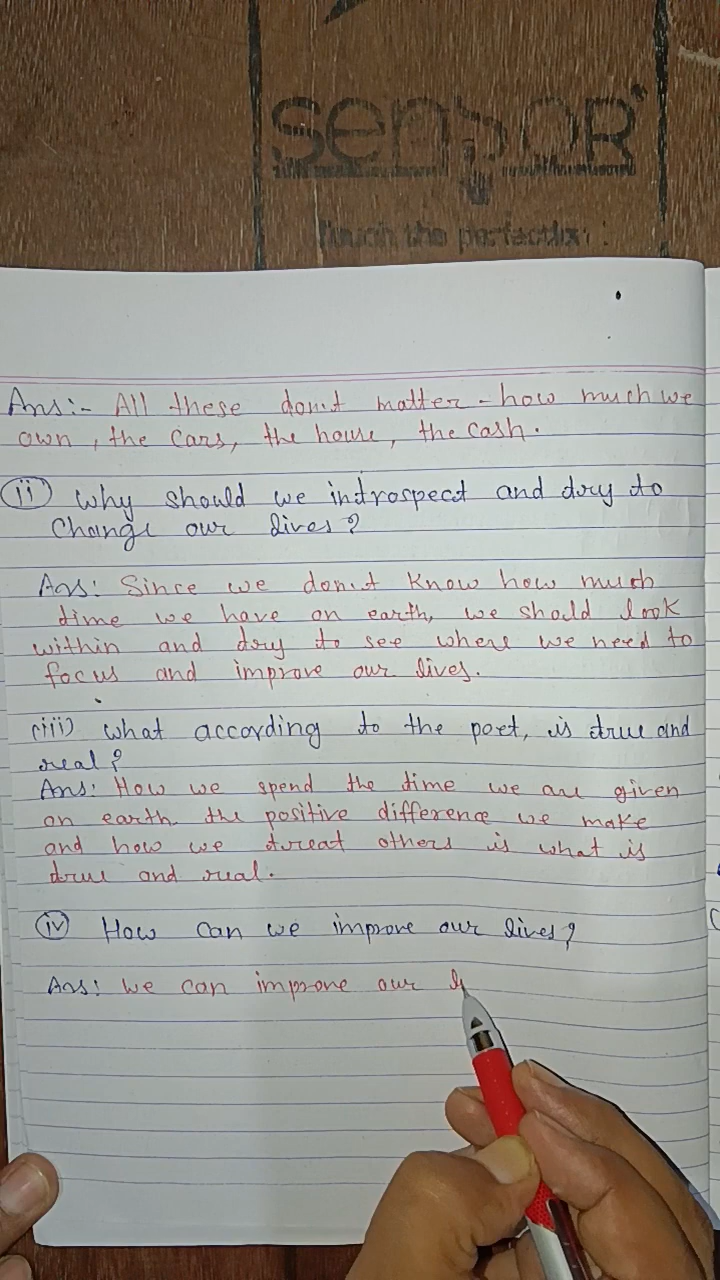 SenSOR
Touch the perfection
Ans:- All these don't matter - how much we
own, the cars, the house, the cash.
(ii) Why should we introspect and try to
change our lives?
Ans: Since we don't know how much
time we have on earth, we should look
within and try to see where we need to
focus and improve our lives.
(iii) what according to the poet, is true and
real?
Ans: How we spend the time we are given
on earth the positive difference we make
and how we treat others is what is
true and real.
(iv) How can we improve our lives?
Ans: we can improve our